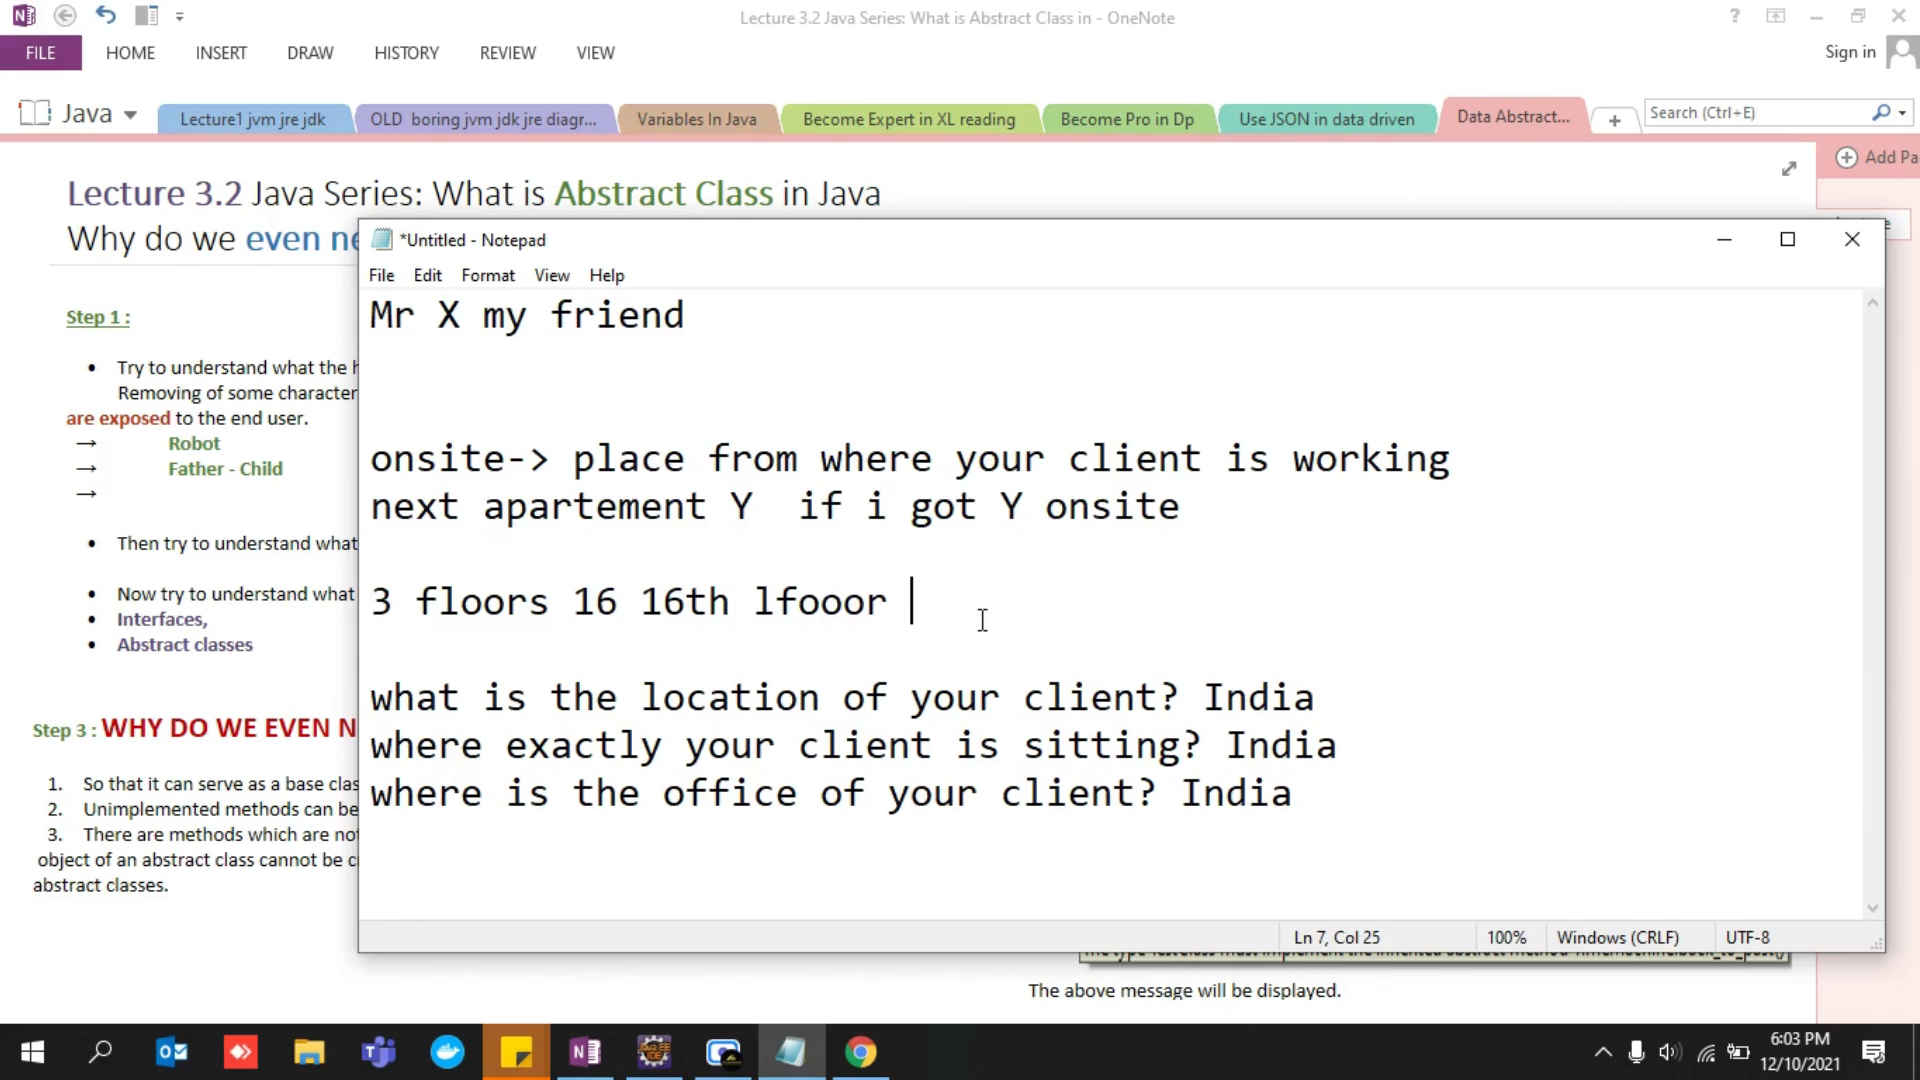 Lecture 3.2 Java Series: What is Abstract Class in - OneNote
FILE HOME INSERT DRAW HISTORY REVIEW VIEW
Sign in
Java
Lecture1 jvm jre jdk
OLD boring jvm jdk jre diagr...
Variables In Java
Become Expert in XL reading
Become Pro in Dp
Use JSON in data driven
Data Abstract...
Search (Ctrl+E)
Add Pa
Lecture 3.2 Java Series: What is Abstract Class in Java
Why do we even ne
Step 1 :
• Try to understand what the h
Removing of some character
are exposed to the end user.
→ Robot
→ Father - Child
→
• Then try to understand what
• Now try to understand what
• Interfaces,
• Abstract classes
Step 3 : WHY DO WE EVEN N
1. So that it can serve as a base clas
2. Unimplemented methods can be
3. There are methods which are not
object of an abstract class cannot be c
abstract classes.
*Untitled - Notepad
File Edit Format View Help
Mr X my friend
onsite-> place from where your client is working
next apartement Y  if i got Y onsite
3 floors 16 16th lfooor
what is the location of your client? India
where exactly your client is sitting? India
where is the office of your client? India
Ln 7, Col 25 100% Windows (CRLF) UTF-8
The above message will be displayed.
6:03 PM
12/10/2021